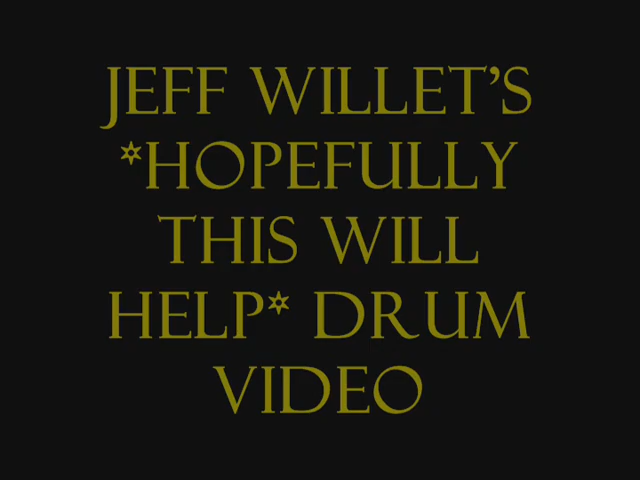 JEFF WILLET’S
*HOPEFULLY
THIS WILL
HELP* DRUM
VIDEO